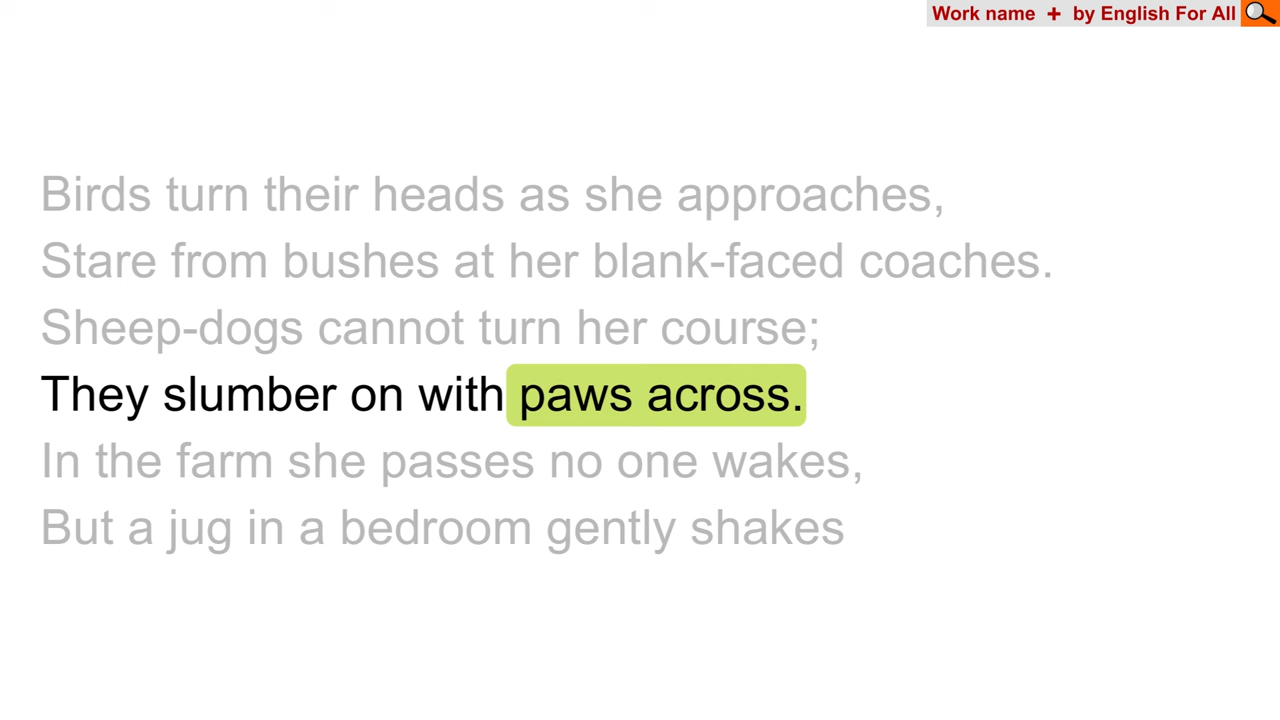 Work name + by English For All
Birds turn their heads as she approaches,
Stare from bushes at her blank-faced coaches.
Sheep-dogs cannot turn her course;
They slumber on with paws across.
In the farm she passes no one wakes,
But a jug in a bedroom gently shakes